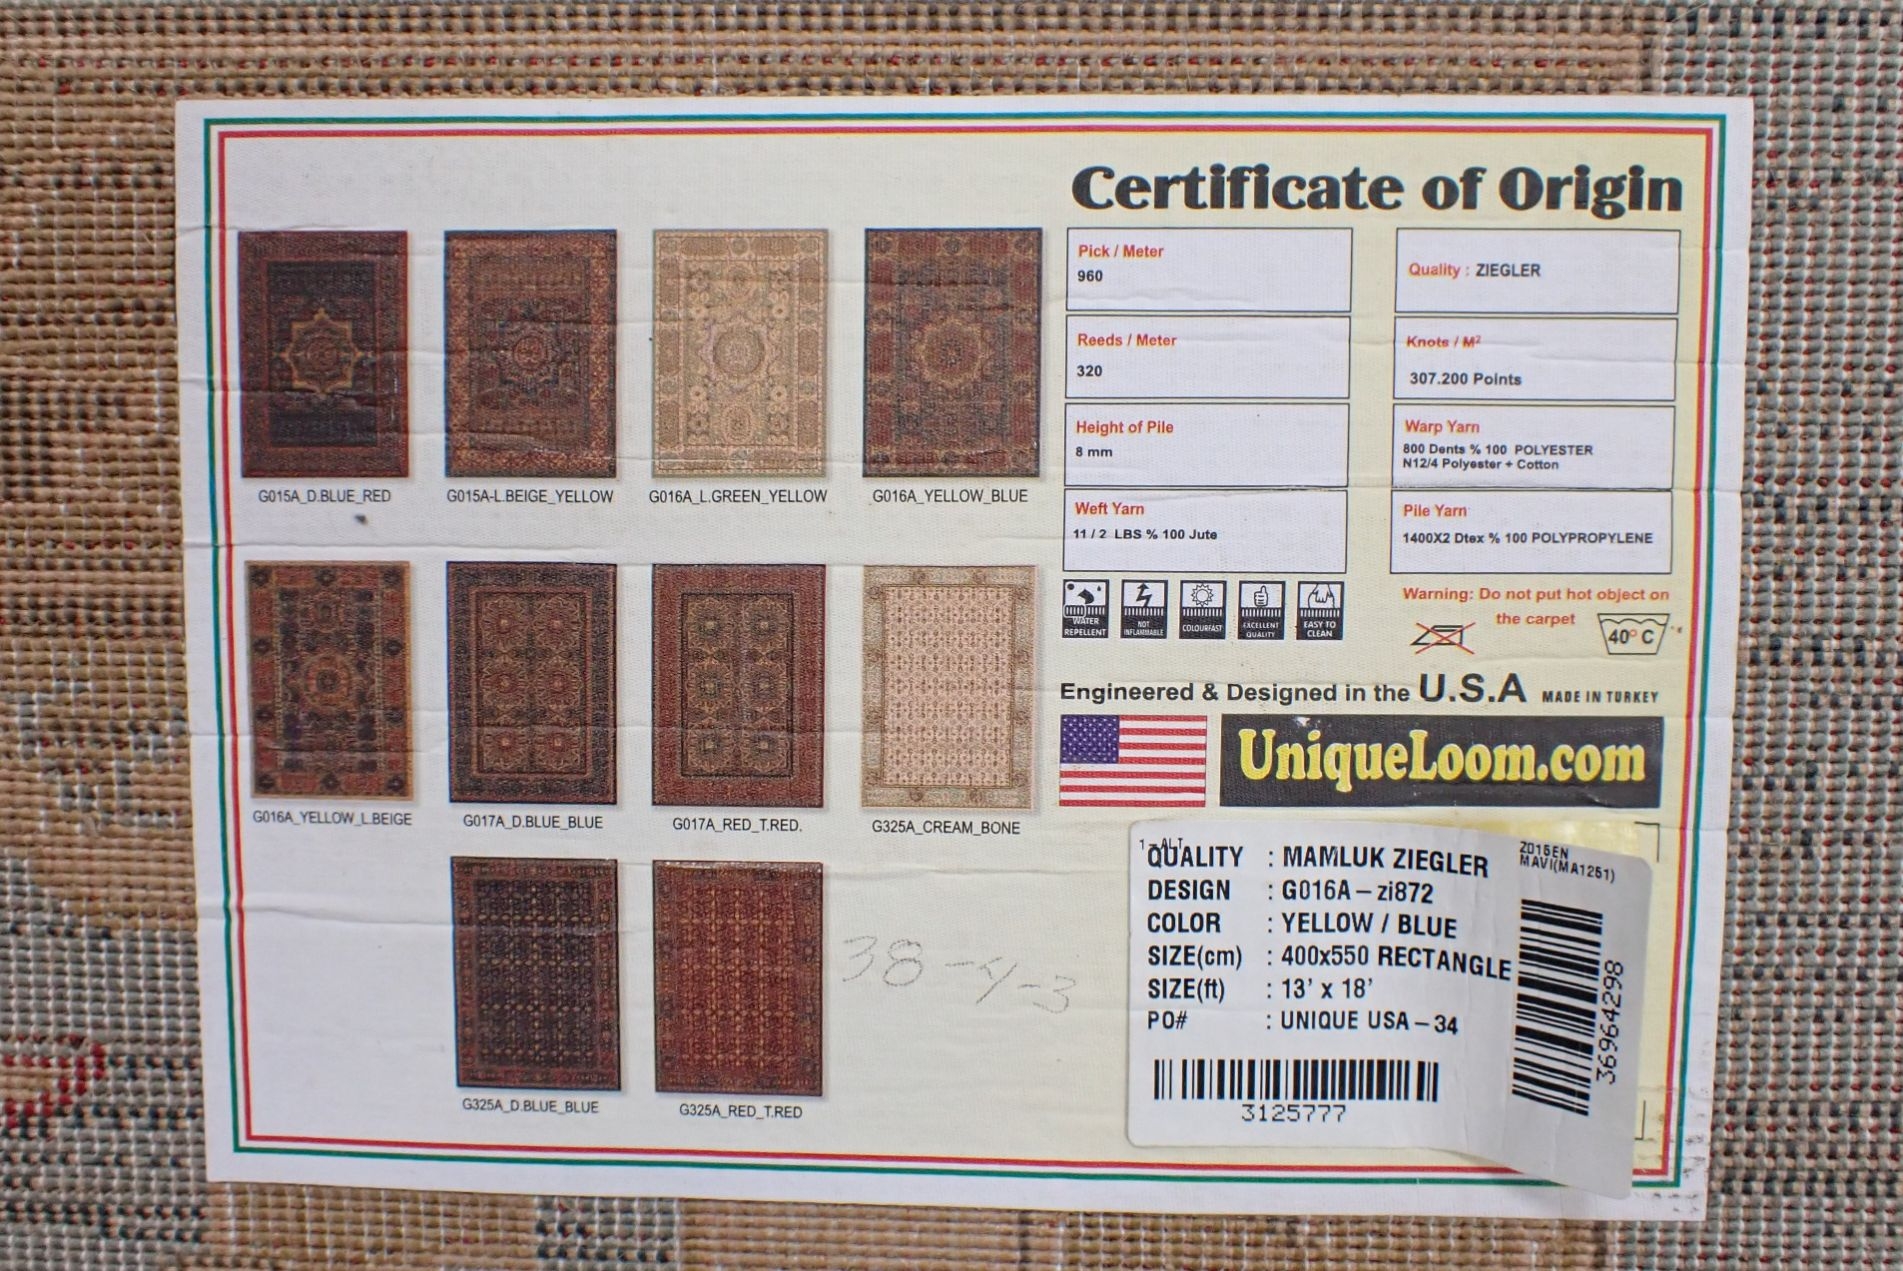 Certificate of Origin
Pick / Meter
960
Quality : ZIEGLER
Reeds / Meter
320
Knots / M²
307.200 Points
Height of Pile
8 mm
Warp Yarn
800 Dents % 100 POLYESTER
N12/4 Polyester + Cotton
Weft Yarn
11 / 2 LBS % 100 Jute
Pile Yarn
1400X2 Dtex % 100 POLYPROPYLENE
WATER REPELLENT
NOT INFLAMMABLE
COLOURFAST
EXCELLENT QUALITY
EASY TO CLEAN
Warning: Do not put hot object on
the carpet
40° C
Engineered & Designed in the U.S.A MADE IN TURKEY
UniqueLoom.com
G015A_D.BLUE_RED
G015A-L.BEIGE_YELLOW
G016A_L.GREEN_YELLOW
G016A_YELLOW_BLUE
G016A_YELLOW_L.BEIGE
G017A_D.BLUE_BLUE
G017A_RED_T.RED.
G325A_CREAM_BONE
G325A_D.BLUE_BLUE
G325A_RED_T.RED
38-4-3
QUALITY : MAMLUK ZIEGLER
DESIGN : G016A-zi872
COLOR : YELLOW / BLUE
SIZE(cm) : 400x550 RECTANGLE
SIZE(ft) : 13' x 18'
PO# : UNIQUE USA-34
3125777
Z016EN
MAVI(MA1261)
36964298